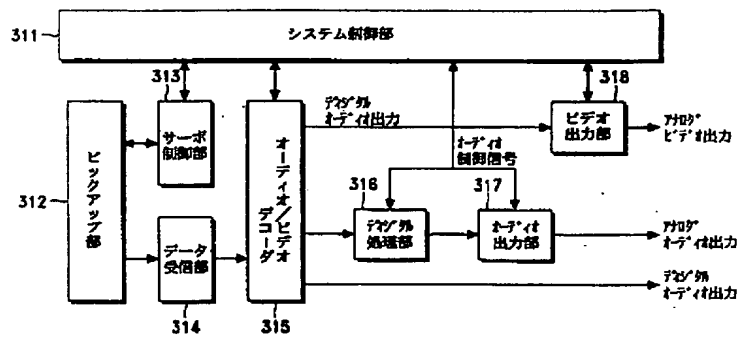 311
システム制御部
313
318
ディジタル
オーディオ出力
ビデオ
出力部
アナログ
ビデオ出力
サーボ
制御部
オーディオ
制御信号
312
ピックアップ部
オーディオ/ビデオ
デコーダ
316
317
ディジタル
処理部
オーディオ
出力部
アナログ
オーディオ出力
データ
受信部
ディジタル
オーディオ出力
314
315